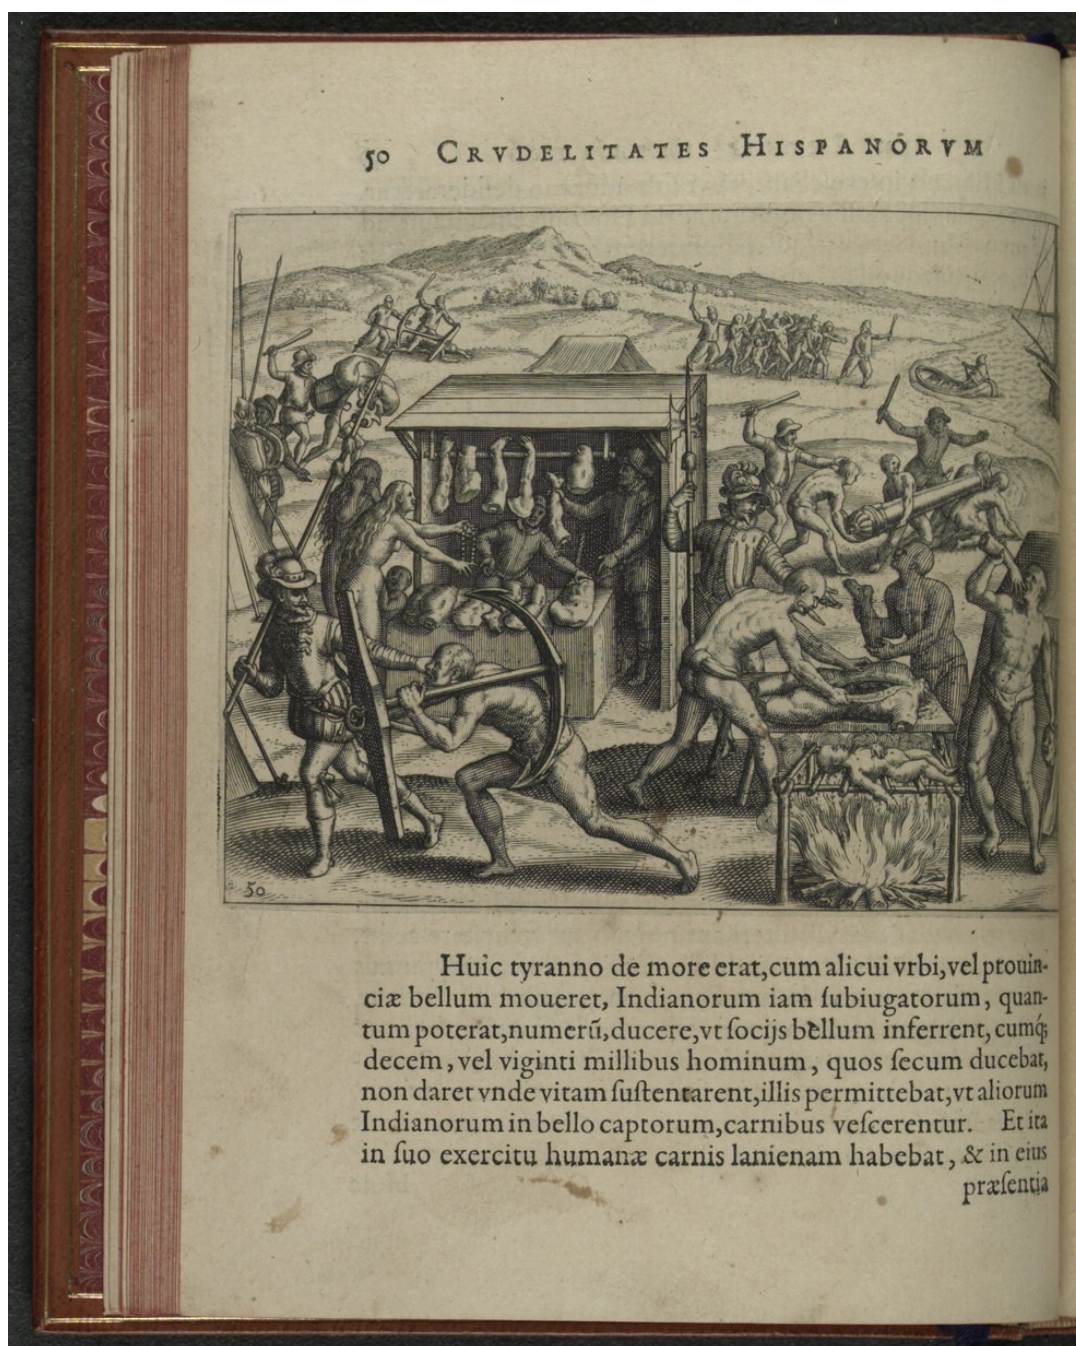 50 CRVDELITATES HISPANORVM
50
Huic tyranno de more erat, cum alicui vrbi, vel prouin-
ciæ bellum moueret, Indianorum iam ſubiugatorum, quan-
tum poterat, numerū, ducere, vt ſocijs bellum inferrent, cumq́;
decem, vel viginti millibus hominum, quos ſecum ducebat,
non daret vnde vitam ſuſtentarent, illis permittebat, vt aliorum
Indianorum in bello captorum, carnibus veſcerentur. Et ita
in ſuo exercitu humanæ carnis lanienam habebat, & in eius
præſentia